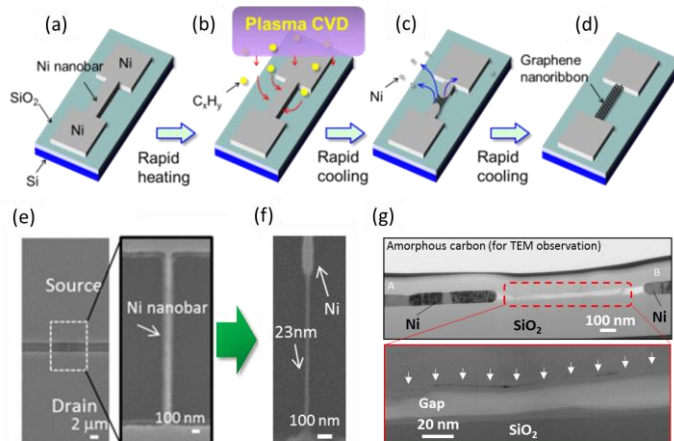 (a)
(b)
(c)
(d)
Plasma CVD
Ni nanobar
Ni
SiO₂
Ni
Si
CₓHᵧ
Ni
Graphene
nanoribbon
Rapid
heating
Rapid
cooling
Rapid
cooling
(e)
(f)
(g)
Source
Drain
2 μm
Ni nanobar
100 nm
Ni
23nm
100 nm
Amorphous carbon (for TEM observation)
A
B
Ni
Ni
SiO₂
100 nm
Gap
20 nm
SiO₂